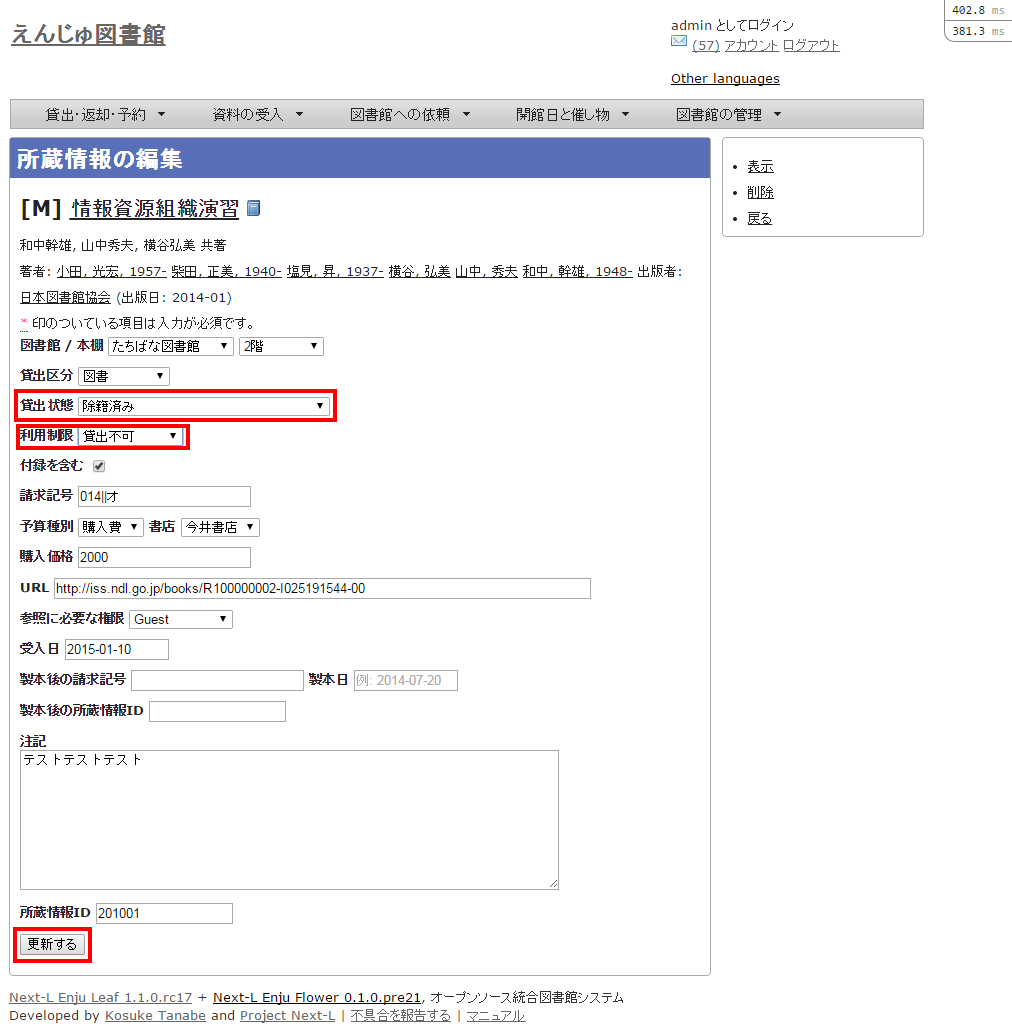 402.8 ms
381.3 ms
えんじゅ図書館
admin としてログイン
(57) アカウント ログアウト
Other languages
貸出・返却・予約 ▼ 資料の受入 ▼ 図書館への依頼 ▼ 開館日と催し物 ▼ 図書館の管理 ▼
所蔵情報の編集
• 表示
• 削除
• 戻る
[M] 情報資源組織演習
和中幹雄, 山中秀夫, 横谷弘美 共著
著者: 小田, 光宏, 1957- 柴田, 正美, 1940- 塩見, 昇, 1937- 横谷, 弘美 山中, 秀夫 和中, 幹雄, 1948- 出版者:
日本図書館協会 (出版日: 2014-01)
* 印のついている項目は入力が必須です。
図書館 / 本棚 たちばな図書館 ▼ 2階 ▼
貸出区分 図書 ▼
貸出状態 除籍済み ▼
利用制限 貸出不可 ▼
付録を含む
請求記号 014||オ
予算種別 購入費 ▼ 書店 今井書店 ▼
購入価格 2000
URL http://iss.ndl.go.jp/books/R100000002-I025191544-00
参照に必要な権限 Guest ▼
受入日 2015-01-10
製本後の請求記号 製本日 例: 2014-07-20
製本後の所蔵情報ID
注記
テストテストテスト
所蔵情報ID 201001
更新する
Next-L Enju Leaf 1.1.0.rc17 + Next-L Enju Flower 0.1.0.pre21, オープンソース統合図書館システム
Developed by Kosuke Tanabe and Project Next-L | 不具合を報告する | マニュアル